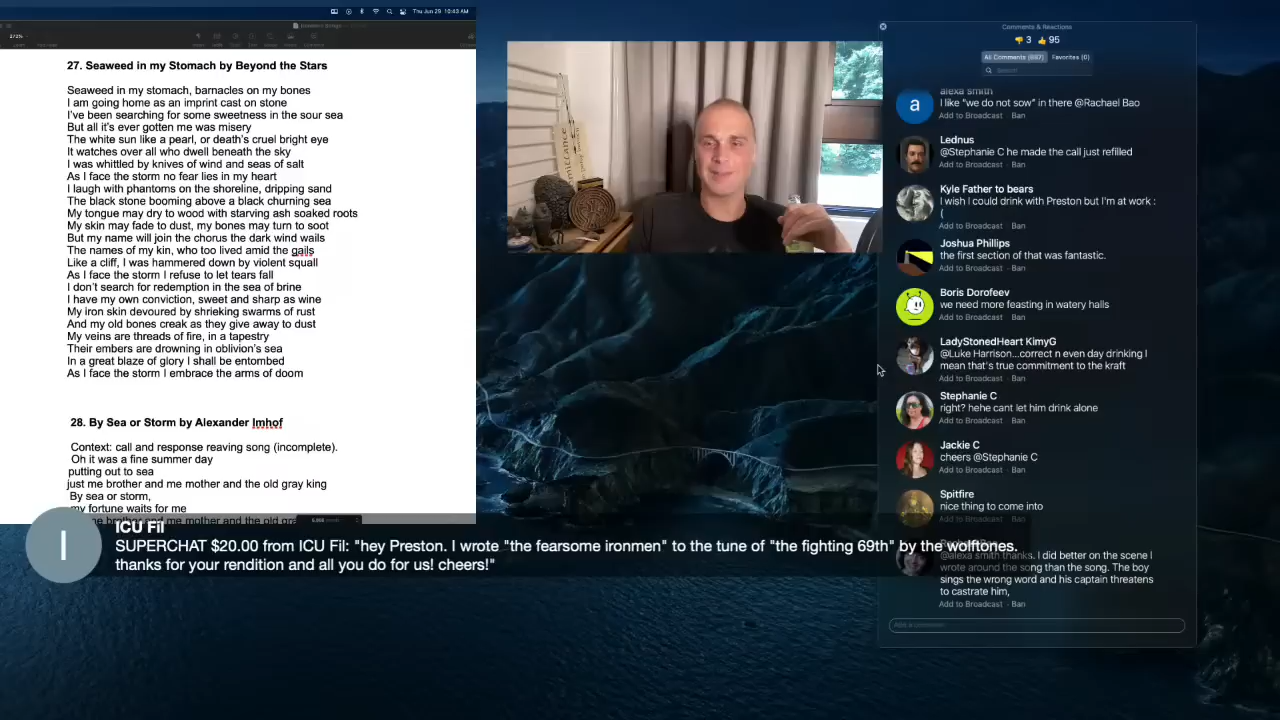 Thu Jun 29 10:43 AM
27. Seaweed in my Stomach by Beyond the Stars
Seaweed in my stomach, barnacles on my bones
I am going home as an imprint cast on stone
I've been searching for some sweetness in the sour sea
But all it's ever gotten me was misery
The white sun like a pearl, or death's cruel bright eye
It watches over all who dwell beneath the sky
I was whittled by knives of wind and seas of salt
As I face the storm no fear lies in my heart
I laugh with phantoms on the shoreline, dripping sand
The black stone booming above a black churning sea
My tongue may dry to wood with starving ash soaked roots
My skin may fade to dust, my bones may turn to soot
But my name will join the chorus the dark wind wails
The names of my kin, who too lived amid the gails
Like a cliff, I was hammered down by violent squall
As I face the storm I refuse to let tears fall
I don't search for redemption in the sea of brine
I have my own conviction, sweet and sharp as wine
My iron skin devoured by shrieking swarms of rust
And my old bones creak as they give away to dust
My veins are threads of fire, in a tapestry
Their embers are drowning in oblivion's sea
In a great blaze of glory I shall be entombed
As I face the storm I embrace the arms of doom
28. By Sea or Storm by Alexander Imhof
Context: call and response reaving song (incomplete).
Oh it was a fine summer day
putting out to sea
just me brother and me mother and the old gray king
By sea or storm,
my fortune waits for me
me brother and me mother and the old gra
I
ICU Fil
SUPERCHAT $20.00 from ICU Fil: "hey Preston. I wrote "the fearsome ironmen" to the tune of "the fighting 69th" by the wolftones.
thanks for your rendition and all you do for us! cheers!"
Comments & Reactions
3 95
All Comments (887) Favorites (0)
Search
a
alexa smith
I like "we do not sow" in there @Rachael Bao
Add to Broadcast · Ban
Lednus
@Stephanie C he made the call just refilled
Add to Broadcast · Ban
Kyle Father to bears
I wish I could drink with Preston but I'm at work :
(
Add to Broadcast · Ban
Joshua Phillips
the first section of that was fantastic.
Add to Broadcast · Ban
Boris Dorofeev
we need more feasting in watery halls
Add to Broadcast · Ban
LadyStonedHeart KimyG
@Luke Harrison...correct n even day drinking I
mean that's true commitment to the kraft
Add to Broadcast · Ban
Stephanie C
right? hehe cant let him drink alone
Add to Broadcast · Ban
Jackie C
cheers @Stephanie C
Add to Broadcast · Ban
Spitfire
nice thing to come into
Add to Broadcast · Ban
@alexa smith thanks. I did better on the scene I
wrote around the song than the song. The boy
sings the wrong word and his captain threatens
to castrate him,
Add to Broadcast · Ban
Add a comment